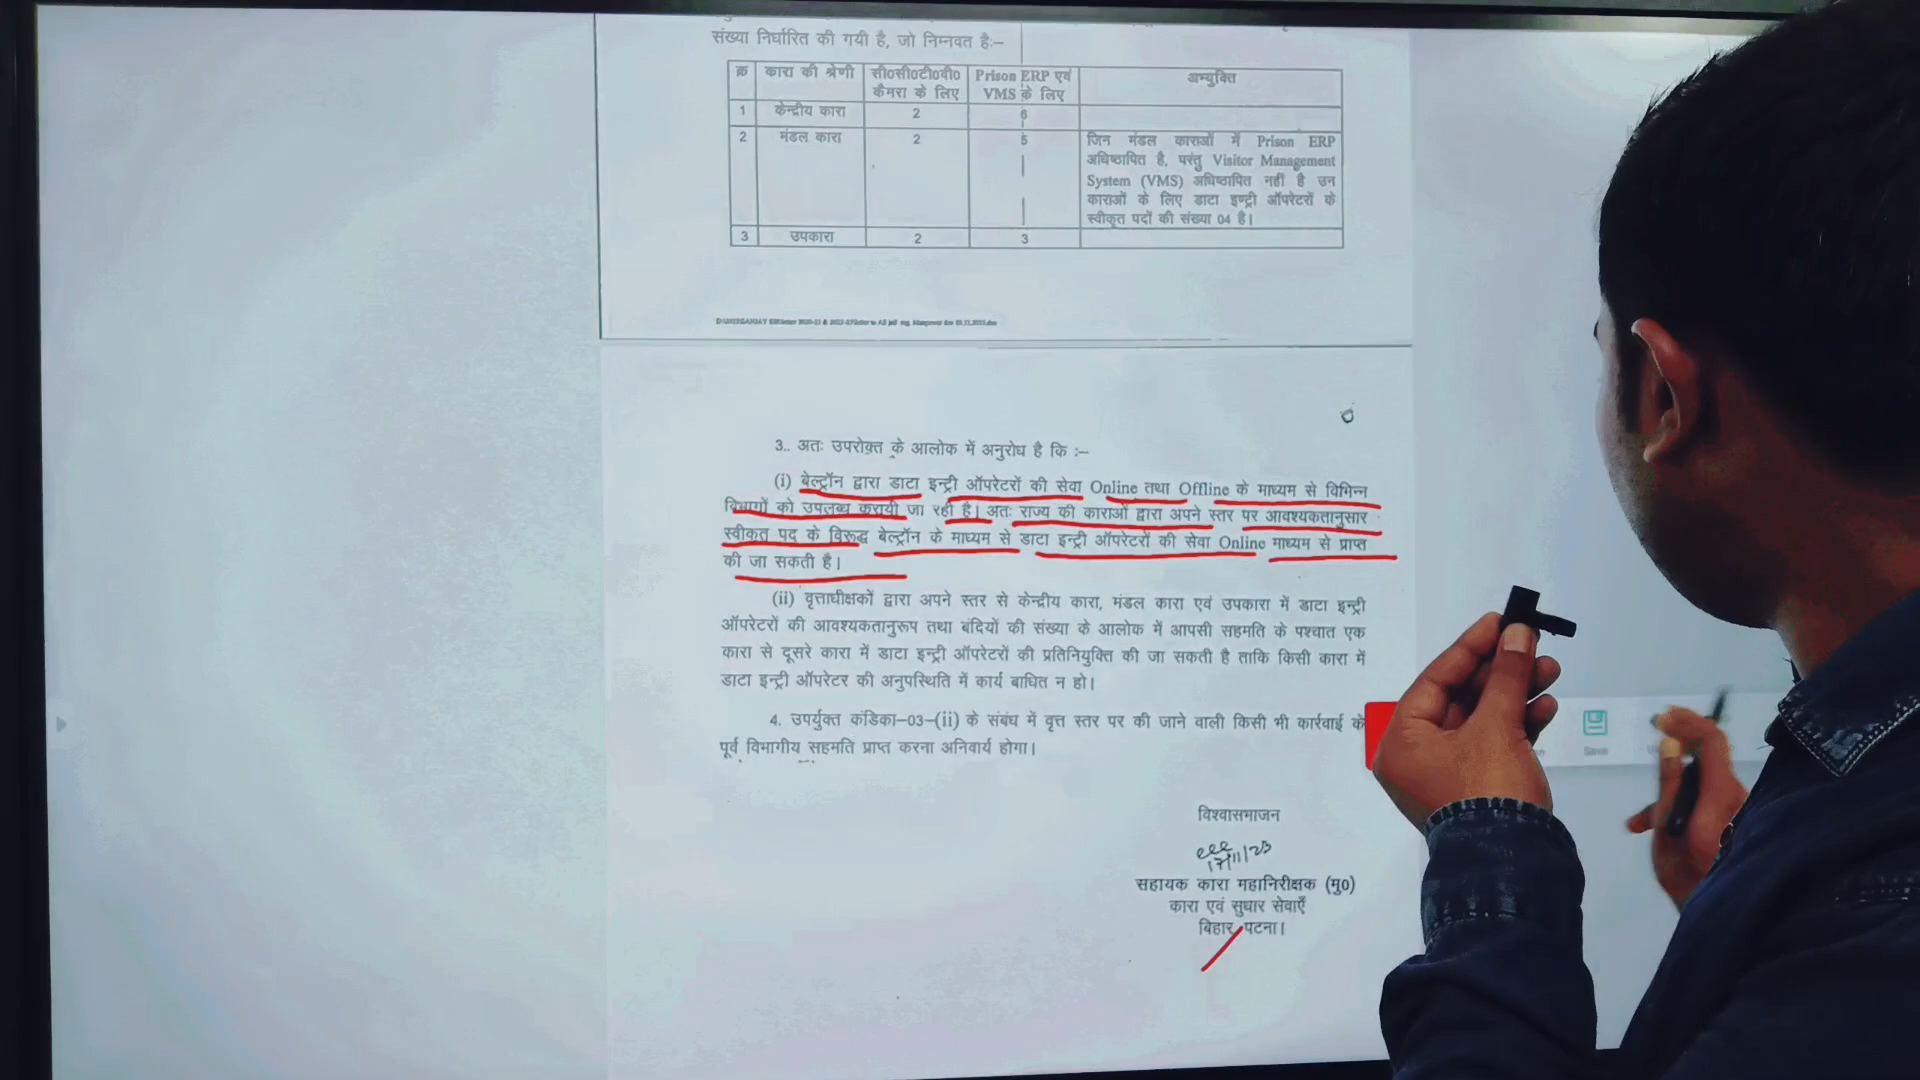 संख्या निर्धारित की गयी है, जो निम्नवत है:–
क्र कारा की श्रेणी सी0सी0टी0वी0 कैमरा के लिए Prison ERP एवं VMS के लिए अभ्युक्ति
1 केन्द्रीय कारा 2 6
2 मंडल कारा 2 5 जिन मंडल काराओं में Prison ERP
अधिष्ठापित है, परंतु Visitor Management
System (VMS) अधिष्ठापित नहीं है उन
काराओं के लिए डाटा इण्ट्री ऑपरेटरों के
स्वीकृत पदों की संख्या 04 है।
3 उपकारा 2 3
3.. अतः उपरोक्त के आलोक में अनुरोध है कि :–
(i) बेल्ट्रॉन द्वारा डाटा इन्ट्री ऑपरेटरों की सेवा Online तथा Offline के माध्यम से विभिन्न
विभागों को उपलब्ध करायी जा रही है। अतः राज्य की काराओं द्वारा अपने स्तर पर आवश्यकतानुसार
स्वीकृत पद के विरूद्ध बेल्ट्रॉन के माध्यम से डाटा इन्ट्री ऑपरेटरों की सेवा Online माध्यम से प्राप्त
की जा सकती है।
(ii) वृत्ताधीक्षकों द्वारा अपने स्तर से केन्द्रीय कारा, मंडल कारा एवं उपकारा में डाटा इन्ट्री
ऑपरेटरों की आवश्यकतानुरूप तथा बंदियों की संख्या के आलोक में आपसी सहमति के पश्चात एक
कारा से दूसरे कारा में डाटा इन्ट्री ऑपरेटरों की प्रतिनियुक्ति की जा सकती है ताकि किसी कारा में
डाटा इन्ट्री ऑपरेटर की अनुपस्थिति में कार्य बाधित न हो।
4. उपर्युक्त कंडिका–03–(ii) के संबंध में वृत्त स्तर पर की जाने वाली किसी भी कार्रवाई के
पूर्व विभागीय सहमति प्राप्त करना अनिवार्य होगा।
Save
विश्वासभाजन
17/11/23
सहायक कारा महानिरीक्षक (मु0)
कारा एवं सुधार सेवाएँ
बिहार, पटना।